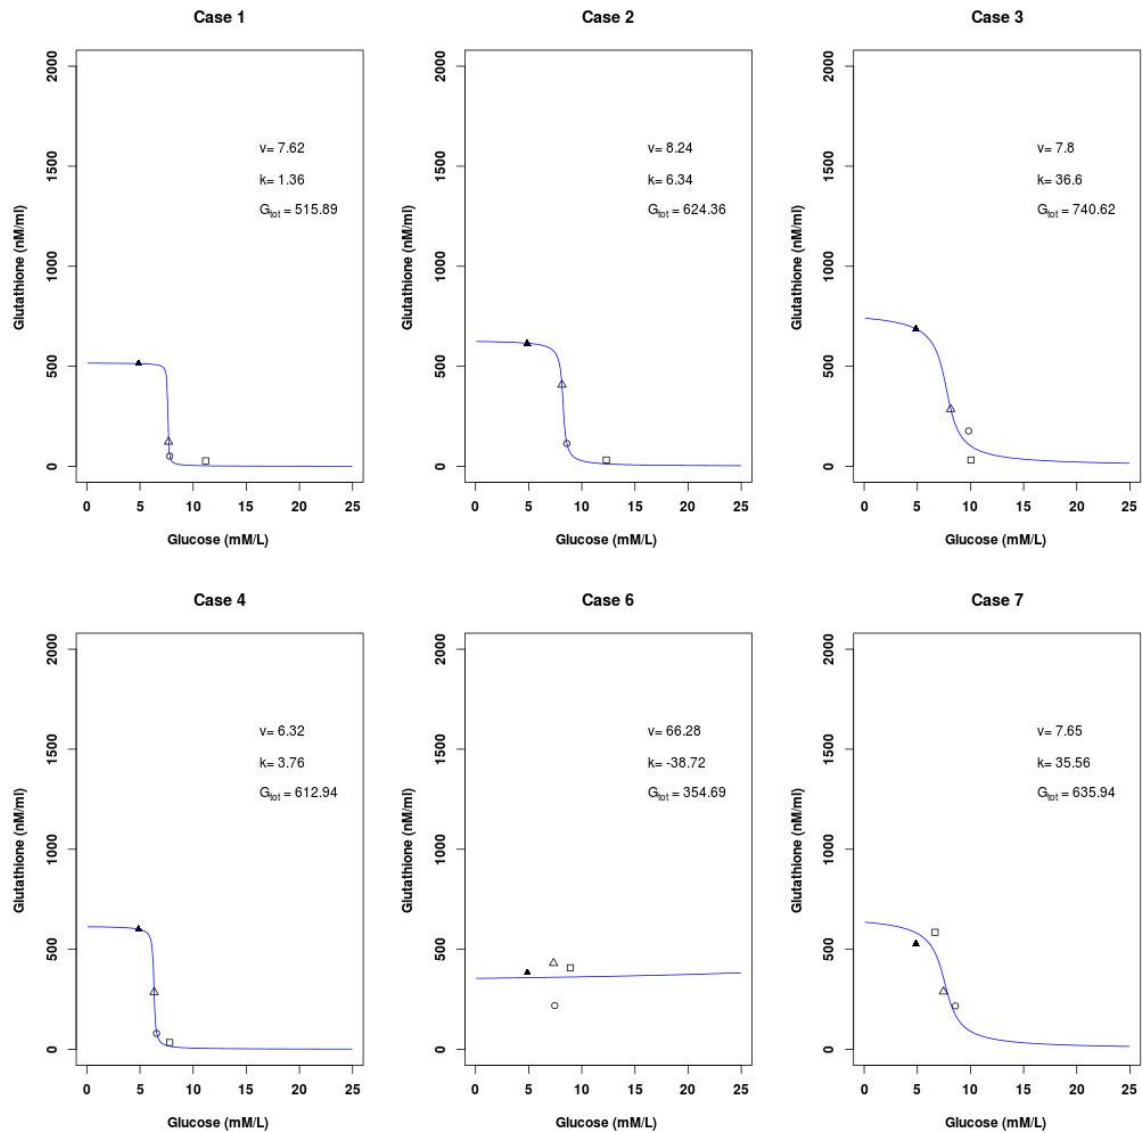 Case 1
Glutathione (nM/ml)
2000
1500
1000
500
0
v= 7.62
k= 1.36
Gtot = 515.89
0 5 10 15 20 25
Glucose (mM/L)
Case 2
Glutathione (nM/ml)
2000
1500
1000
500
0
v= 8.24
k= 6.34
Gtot = 624.36
0 5 10 15 20 25
Glucose (mM/L)
Case 3
Glutathione (nM/ml)
2000
1500
1000
500
0
v= 7.8
k= 36.6
Gtot = 740.62
0 5 10 15 20 25
Glucose (mM/L)
Case 4
Glutathione (nM/ml)
2000
1500
1000
500
0
v= 6.32
k= 3.76
Gtot = 612.94
0 5 10 15 20 25
Glucose (mM/L)
Case 6
Glutathione (nM/ml)
2000
1500
1000
500
0
v= 66.28
k= -38.72
Gtot = 354.69
0 5 10 15 20 25
Glucose (mM/L)
Case 7
Glutathione (nM/ml)
2000
1500
1000
500
0
v= 7.65
k= 35.56
Gtot = 635.94
0 5 10 15 20 25
Glucose (mM/L)